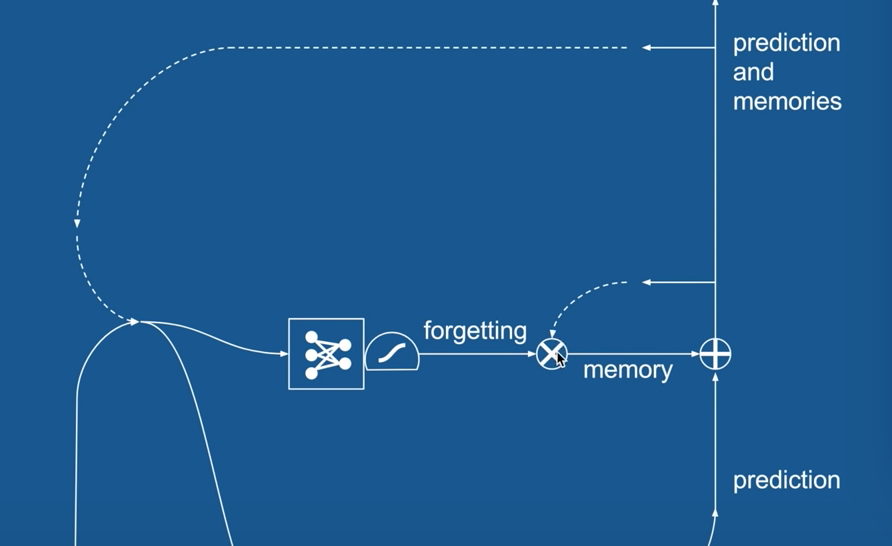 prediction
and
memories
forgetting
memory
prediction